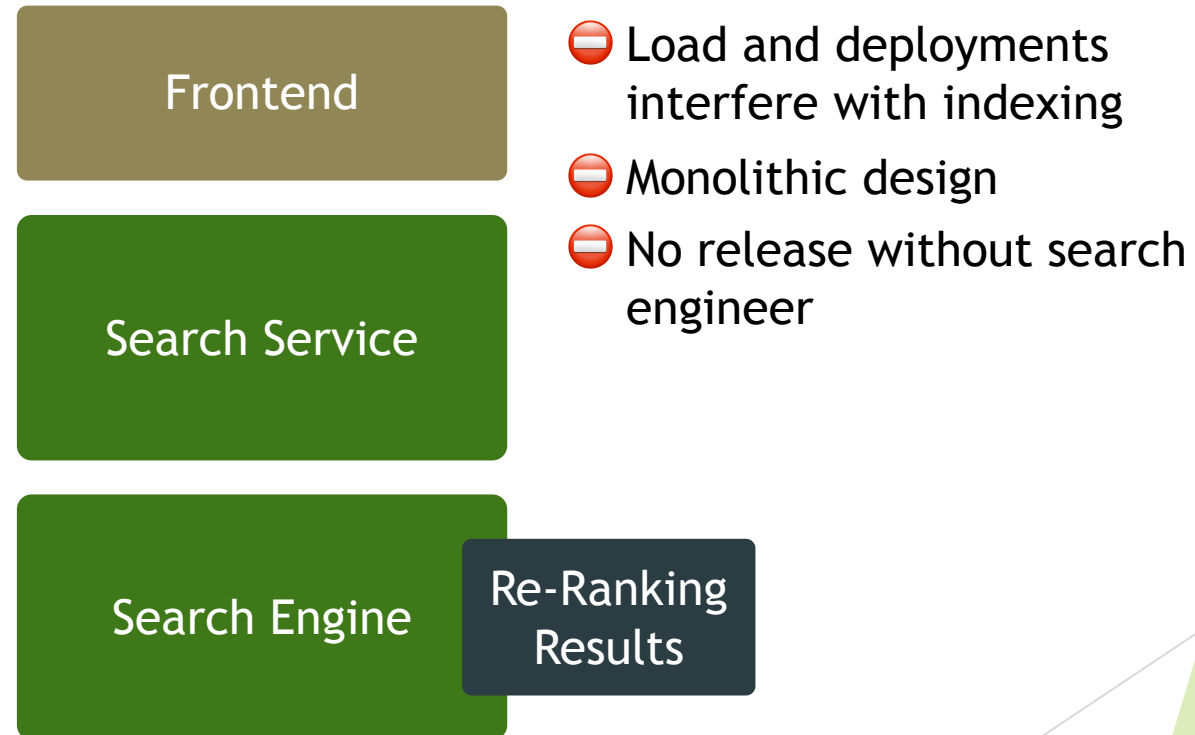 Frontend
Search Service
Search Engine
Re-Ranking
Results
Load and deployments
interfere with indexing
Monolithic design
No release without search
engineer